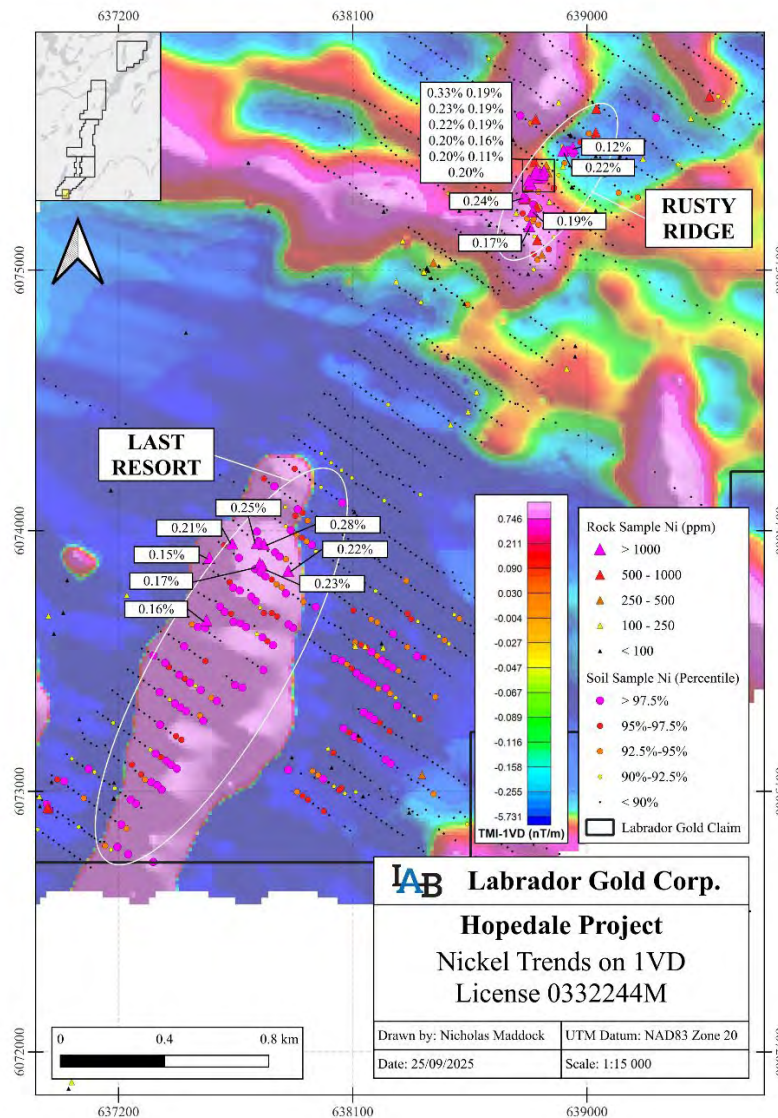 637200 638100 639000
0.33% 0.19%
0.23% 0.19%
0.22% 0.19%
0.20% 0.16%
0.20% 0.11%
0.20%
0.12%
0.22%
0.24%
0.19%
0.17%
RUSTY
RIDGE
6075000
LAST
RESORT
0.25%
0.21%
0.28%
0.15%
0.22%
0.17%
0.23%
0.16%
6074000
6073000
6072000
0.746
0.211
0.090
0.030
-0.004
-0.027
-0.047
-0.067
-0.089
-0.116
-0.158
-0.255
-5.731
TMI-1VD (nT/m)
Rock Sample Ni (ppm)
> 1000
500 - 1000
250 - 500
100 - 250
< 100
Soil Sample Ni (Percentile)
> 97.5%
95%-97.5%
92.5%-95%
90%-92.5%
< 90%
Labrador Gold Claim
LAB Labrador Gold Corp.
Hopedale Project
Nickel Trends on 1VD
License 0332244M
Drawn by: Nicholas Maddock UTM Datum: NAD83 Zone 20
Date: 25/09/2025 Scale: 1:15 000
0 0.4 0.8 km
637200 638100 639000